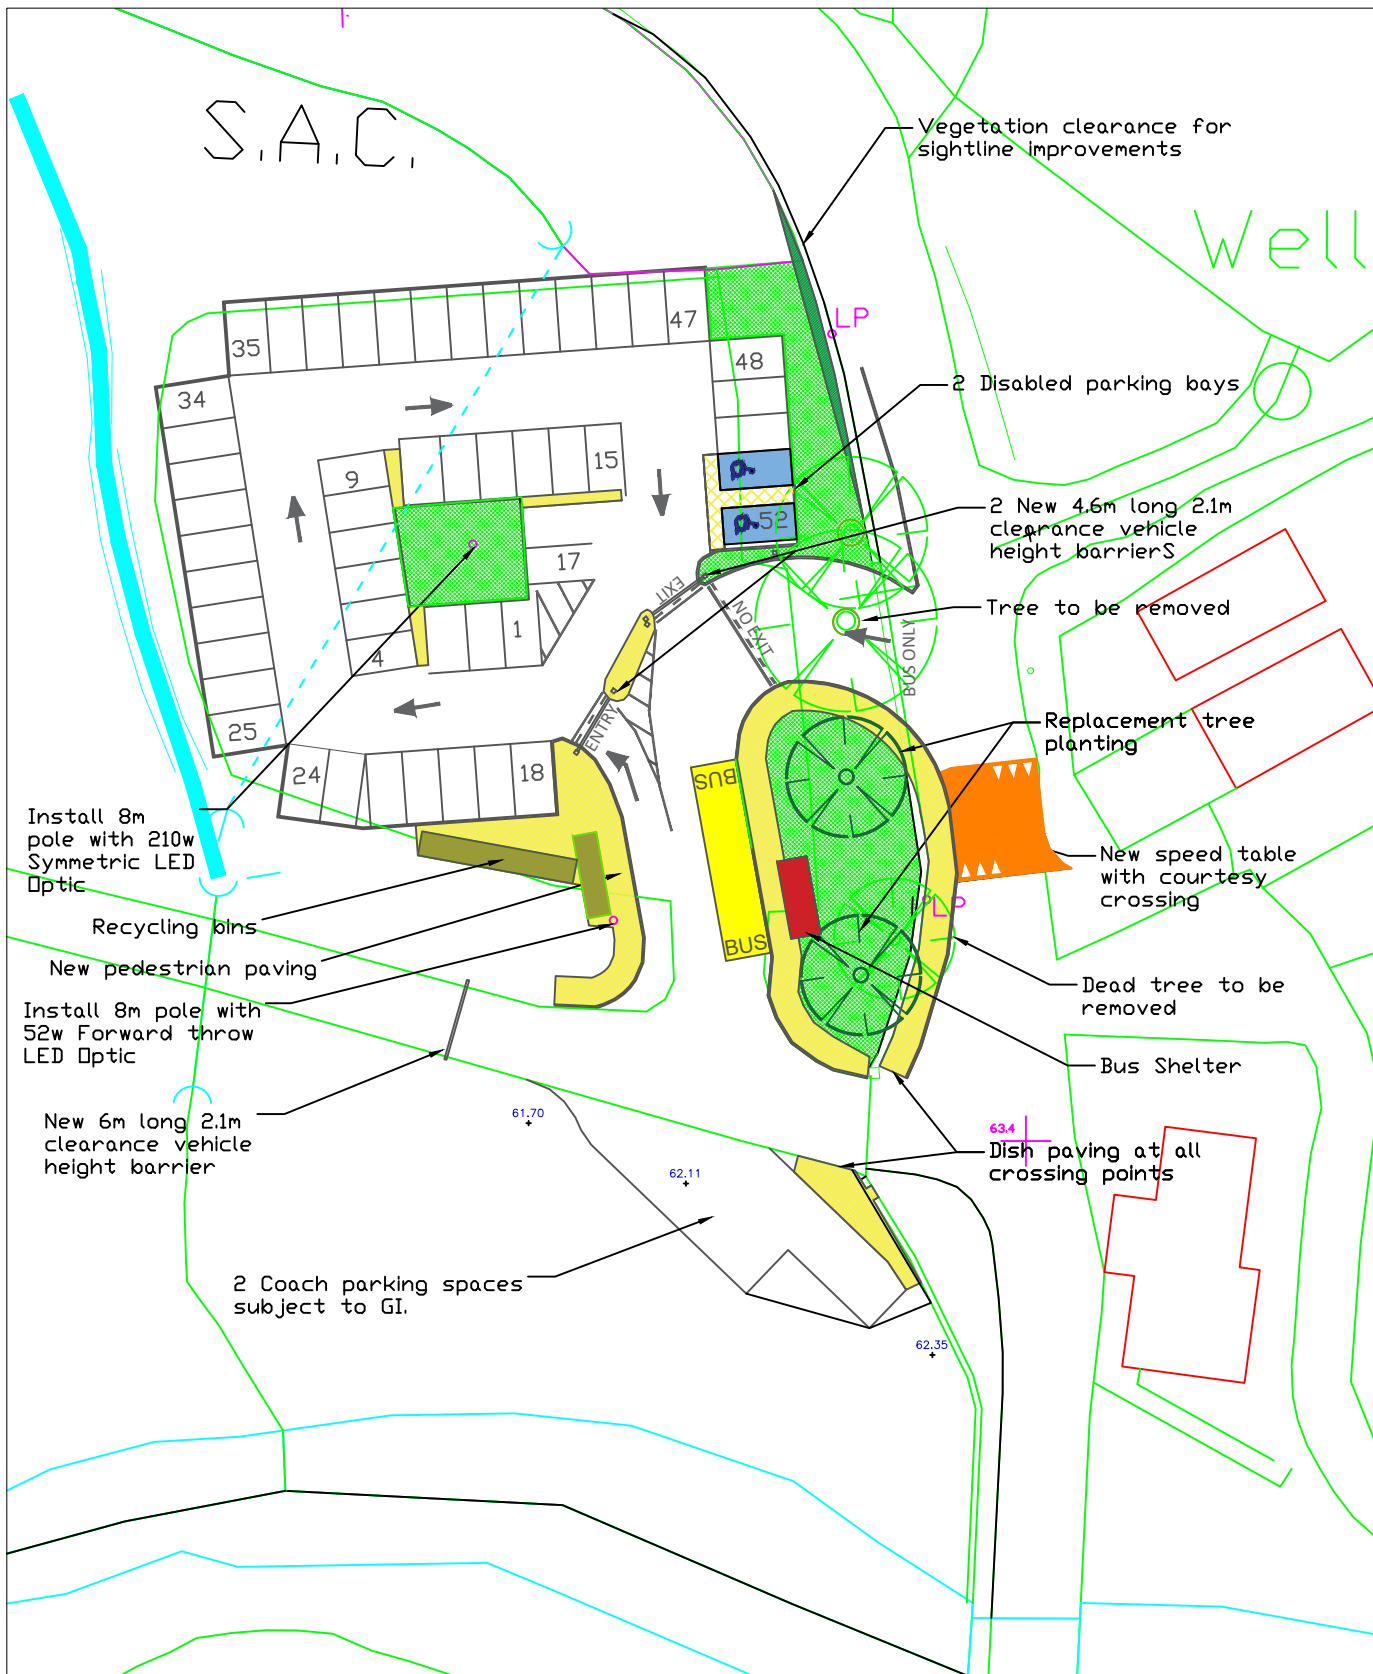 S.A.C.
Vegetation clearance for
sightline improvements
Well
LP
47
35
48
2 Disabled parking bays
34
15
9
2 New 4.6m long 2.1m
clearance vehicle
height barrierS
52
17
EXIT
NO EXIT
Tree to be removed
1
4
BUS ONLY
25
ENTRY
Replacement tree
planting
24
18
BUS
Install 8m
pole with 210w
Symmetric LED
Optic
New speed table
with courtesy
crossing
Recycling bins
LP
BUS
New pedestrian paving
Dead tree to be
removed
Install 8m pole with
52w Forward throw
LED Optic
Bus Shelter
New 6m long 2.1m
clearance vehicle
height barrier
61.70
63.4
Dish paving at all
crossing points
62.11
2 Coach parking spaces
subject to GI.
62.35